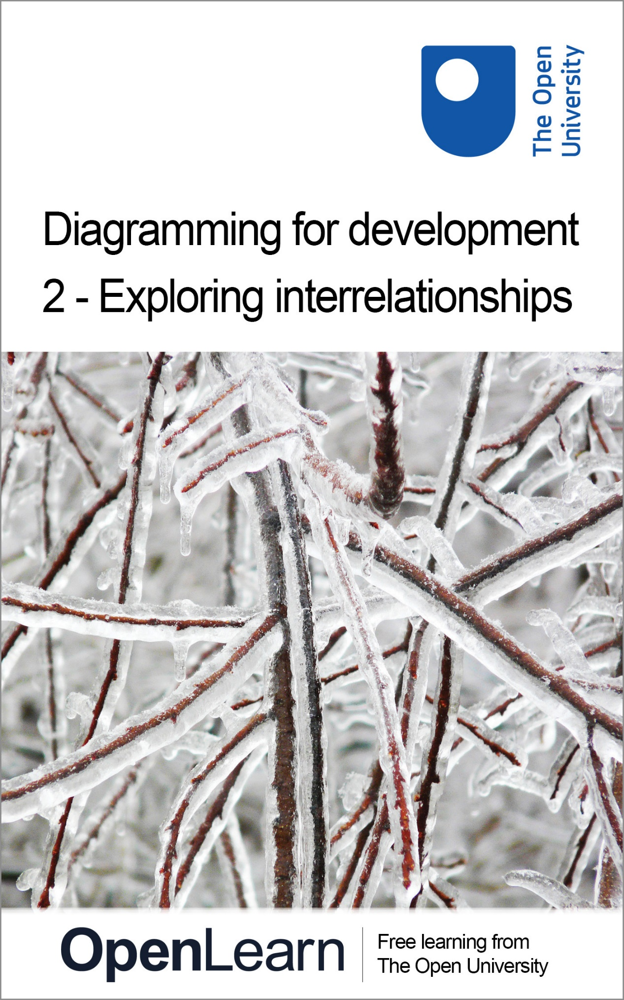 The Open
University
Diagramming for development
2 - Exploring interrelationships
OpenLearn
Free learning from
The Open University